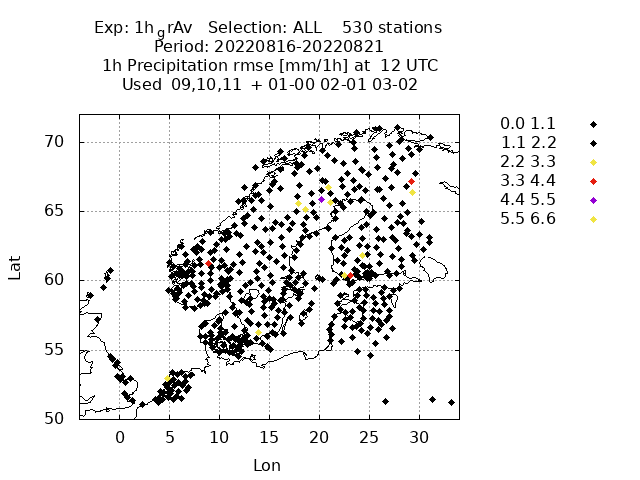 Exp: 1h grAv Selection: ALL 530 stations
Period: 20220816-20220821
1h Precipitation rmse [mm/1h] at 12 UTC
Used 09,10,11 + 01-00 02-01 03-02
70
65
60
55
50
Lat
0 5 10 15 20 25 30
Lon
0.0 1.1
1.1 2.2
2.2 3.3
3.3 4.4
4.4 5.5
5.5 6.6